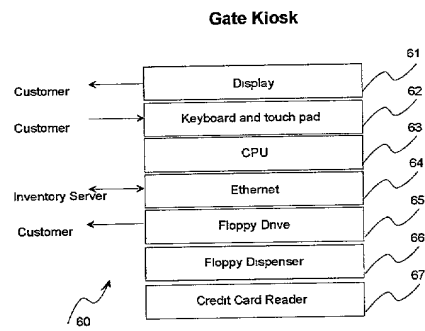 Gate Kiosk
61
Display
Customer
62
Keyboard and touch pad
Customer
63
CPU
64
Ethernet
Inventory Server
65
Floppy Drive
Customer
66
Floppy Dispenser
67
Credit Card Reader
60